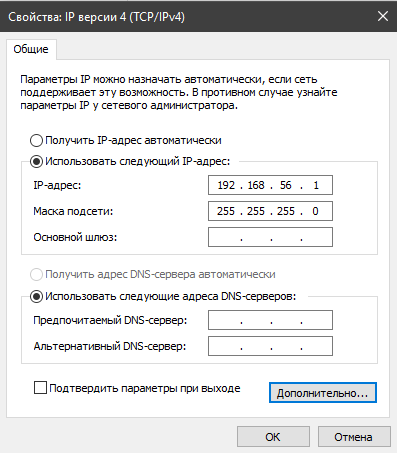 Свойства: IP версии 4 (TCP/IPv4)
Общие
Параметры IP можно назначать автоматически, если сеть
поддерживает эту возможность. В противном случае узнайте
параметры IP у сетевого администратора.
Получить IP-адрес автоматически
Использовать следующий IP-адрес:
IP-адрес: 192 . 168 . 56 . 1
Маска подсети: 255 . 255 . 255 . 0
Основной шлюз: . . .
Получить адрес DNS-сервера автоматически
Использовать следующие адреса DNS-серверов:
Предпочитаемый DNS-сервер: . . .
Альтернативный DNS-сервер: . . .
Подтвердить параметры при выходе
Дополнительно...
ОК Отмена